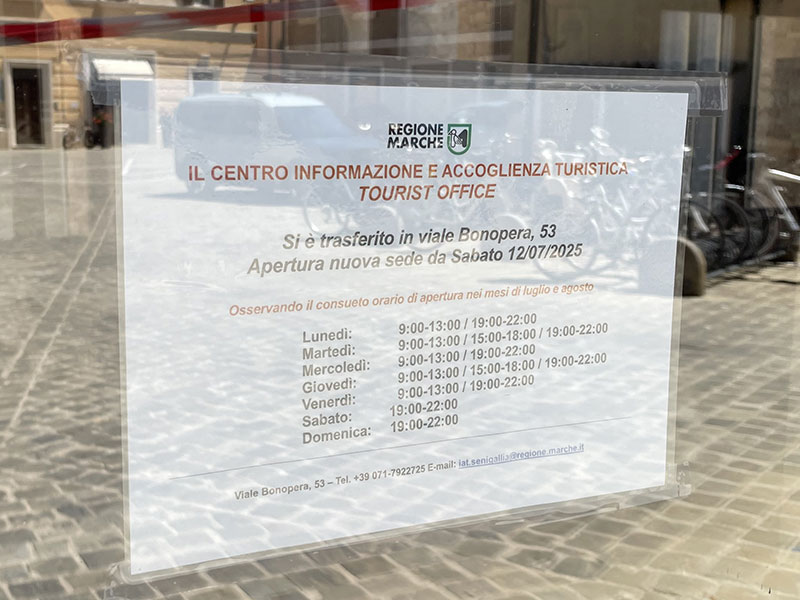 REGIONE
MARCHE
IL CENTRO INFORMAZIONE E ACCOGLIENZA TURISTICA
TOURIST OFFICE
Si è trasferito in viale Bonopera, 53
Apertura nuova sede da Sabato 12/07/2025
Osservando il consueto orario di apertura nei mesi di luglio e agosto
Lunedì: 9:00-13:00 / 19:00-22:00
Martedì: 9:00-13:00 / 15:00-18:00 / 19:00-22:00
Mercoledì: 9:00-13:00 / 19:00-22:00
Giovedì: 9:00-13:00 / 15:00-18:00 / 19:00-22:00
Venerdì: 9:00-13:00 / 19:00-22:00
Sabato: 19:00-22:00
Domenica: 19:00-22:00
Viale Bonopera, 53 – Tel. +39 071-7922725 E-mail: iat.senigallia@regione.marche.it